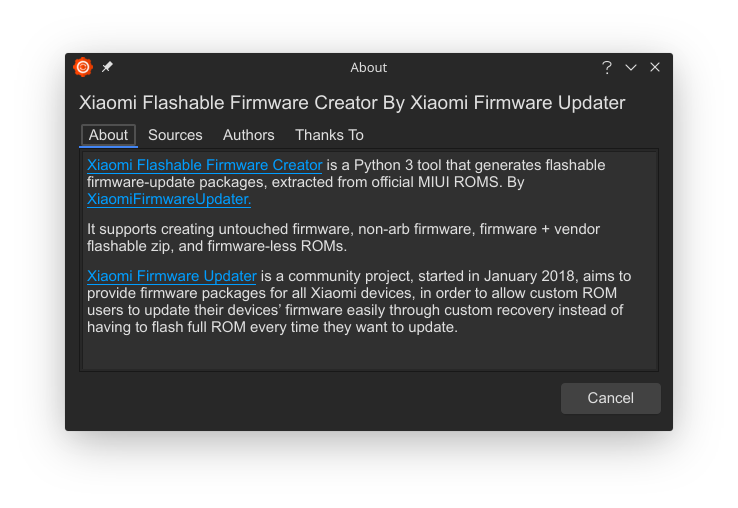 About
Xiaomi Flashable Firmware Creator By Xiaomi Firmware Updater
About Sources Authors Thanks To
Xiaomi Flashable Firmware Creator is a Python 3 tool that generates flashable
firmware-update packages, extracted from official MIUI ROMS. By
XiaomiFirmwareUpdater.
It supports creating untouched firmware, non-arb firmware, firmware + vendor
flashable zip, and firmware-less ROMs.
Xiaomi Firmware Updater is a community project, started in January 2018, aims to
provide firmware packages for all Xiaomi devices, in order to allow custom ROM
users to update their devices’ firmware easily through custom recovery instead of
having to flash full ROM every time they want to update.
Cancel